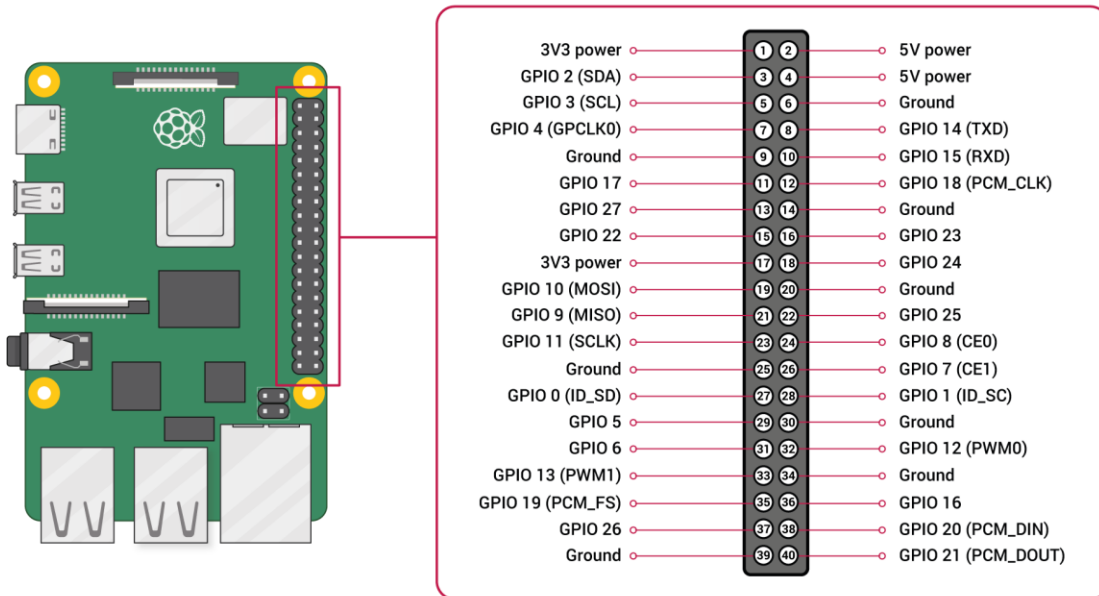 3V3 power 1 2 5V power
GPIO 2 (SDA) 3 4 5V power
GPIO 3 (SCL) 5 6 Ground
GPIO 4 (GPCLK0) 7 8 GPIO 14 (TXD)
Ground 9 10 GPIO 15 (RXD)
GPIO 17 11 12 GPIO 18 (PCM_CLK)
GPIO 27 13 14 Ground
GPIO 22 15 16 GPIO 23
3V3 power 17 18 GPIO 24
GPIO 10 (MOSI) 19 20 Ground
GPIO 9 (MISO) 21 22 GPIO 25
GPIO 11 (SCLK) 23 24 GPIO 8 (CE0)
Ground 25 26 GPIO 7 (CE1)
GPIO 0 (ID_SD) 27 28 GPIO 1 (ID_SC)
GPIO 5 29 30 Ground
GPIO 6 31 32 GPIO 12 (PWM0)
GPIO 13 (PWM1) 33 34 Ground
GPIO 19 (PCM_FS) 35 36 GPIO 16
GPIO 26 37 38 GPIO 20 (PCM_DIN)
Ground 39 40 GPIO 21 (PCM_DOUT)